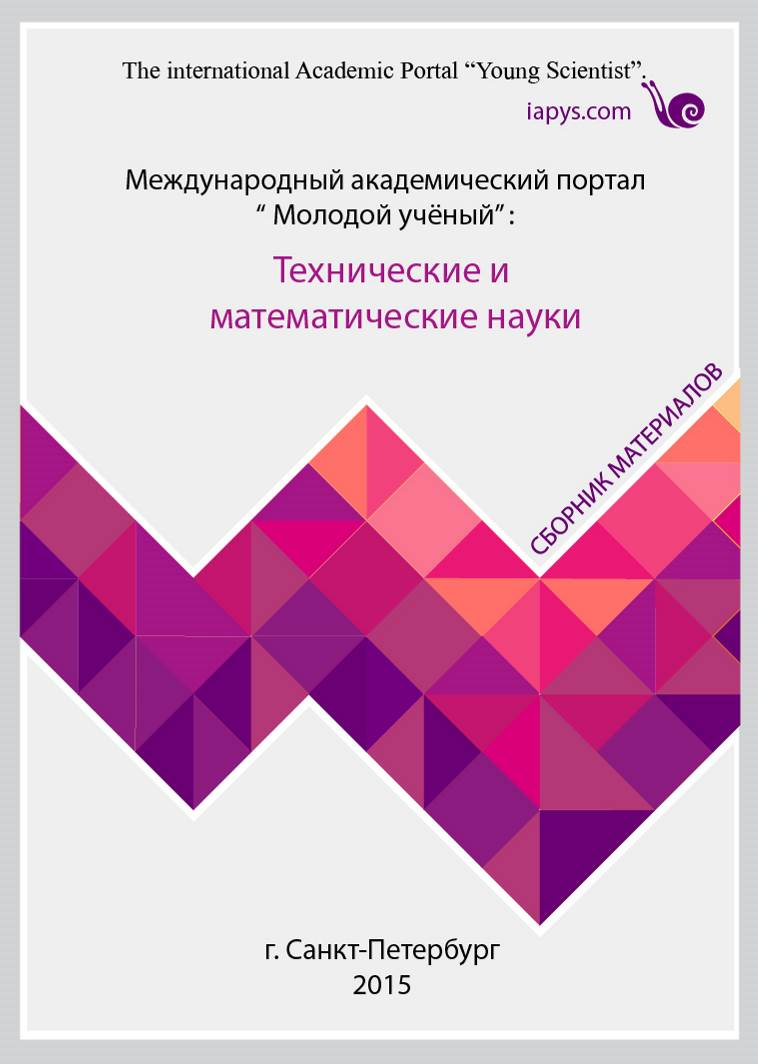 The international Academic Portal “Young Scientist”.
iapys.com
Международный академический портал
“ Молодой учёный” :
Технические и
математические науки
СБОРНИК МАТЕРИАЛОВ
г. Санкт-Петербург
2015